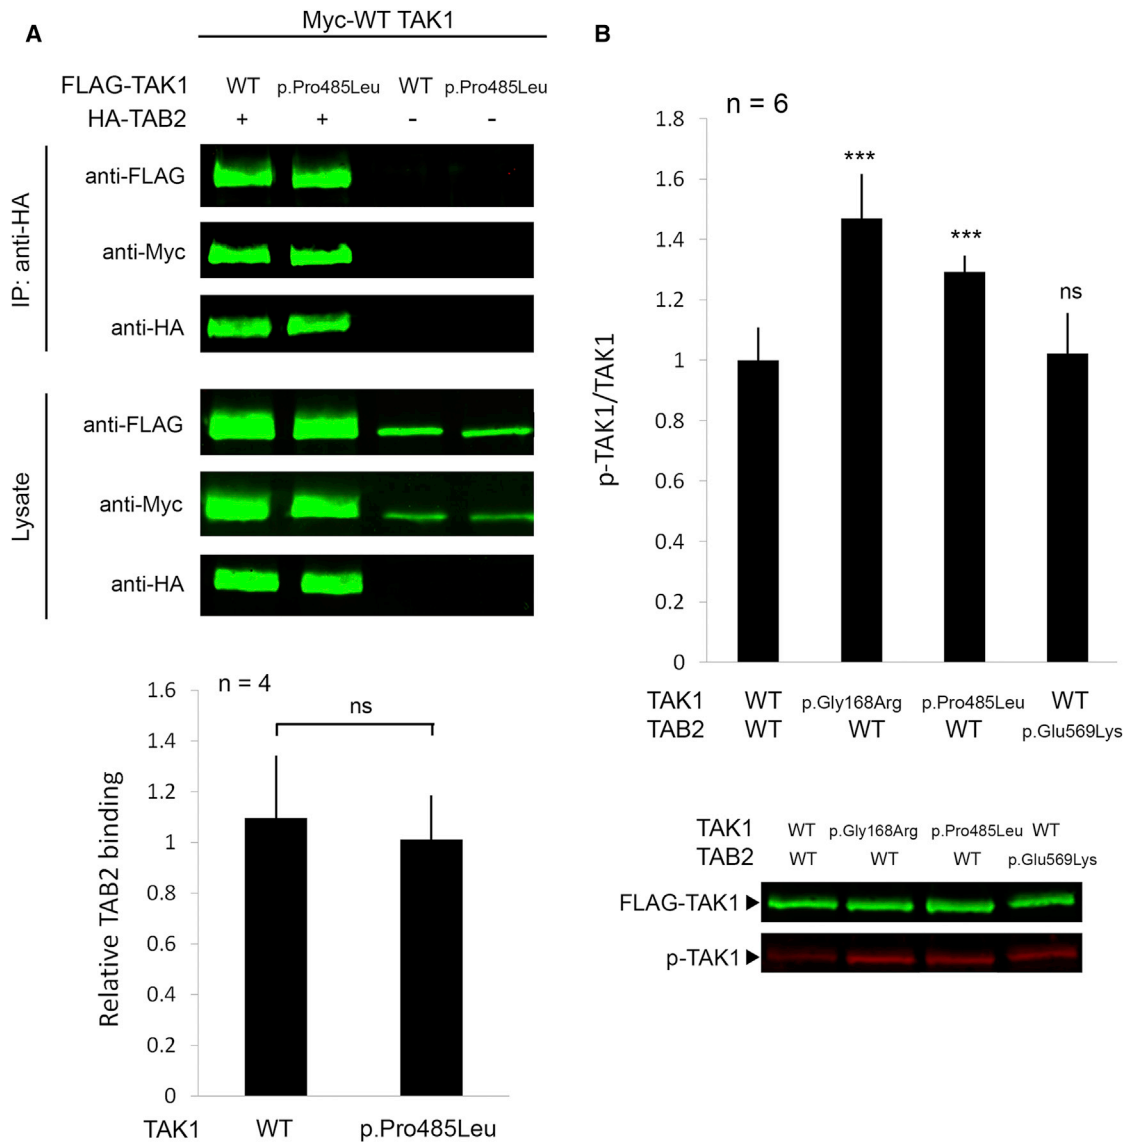 A
Myc-WT TAK1
FLAG-TAK1 WT p.Pro485Leu WT p.Pro485Leu
HA-TAB2 + + - -
IP: anti-HA
anti-FLAG
anti-Myc
anti-HA
Lysate
anti-FLAG
anti-Myc
anti-HA
n = 4
ns
Relative TAB2 binding
1.6
1.4
1.2
1
0.8
0.6
0.4
0.2
0
TAK1 WT p.Pro485Leu
B
n = 6
p-TAK1/TAK1
1.8
1.6
1.4
1.2
1
0.8
0.6
0.4
0.2
0
***
***
ns
TAK1 WT p.Gly168Arg p.Pro485Leu WT
TAB2 WT WT WT p.Glu569Lys
TAK1 WT p.Gly168Arg p.Pro485Leu WT
TAB2 WT WT WT p.Glu569Lys
FLAG-TAK1
p-TAK1